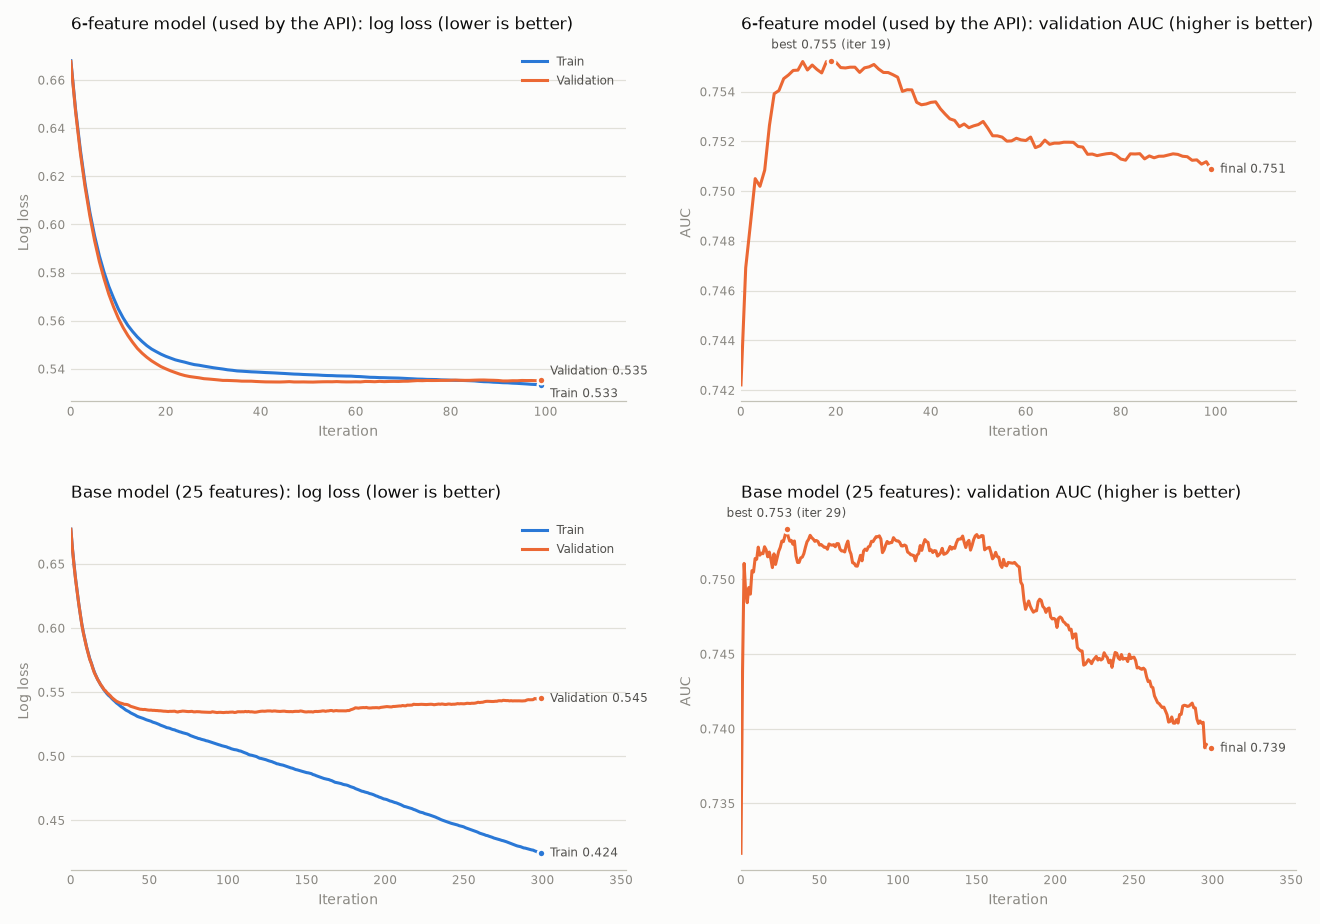 6-feature model (used by the API): log loss (lower is better)
Train
Validation
0.66
0.64
0.62
0.60
0.58
0.56
0.54
Log loss
Validation 0.535
Train 0.533
0 20 40 60 80 100
Iteration
6-feature model (used by the API): validation AUC (higher is better)
best 0.755 (iter 19)
0.754
0.752
0.750
0.748
0.746
0.744
0.742
AUC
final 0.751
0 20 40 60 80 100
Iteration
Base model (25 features): log loss (lower is better)
Train
Validation
0.65
0.60
0.55
0.50
0.45
Log loss
Validation 0.545
Train 0.424
0 50 100 150 200 250 300 350
Iteration
Base model (25 features): validation AUC (higher is better)
best 0.753 (iter 29)
0.750
0.745
0.740
0.735
AUC
final 0.739
0 50 100 150 200 250 300 350
Iteration